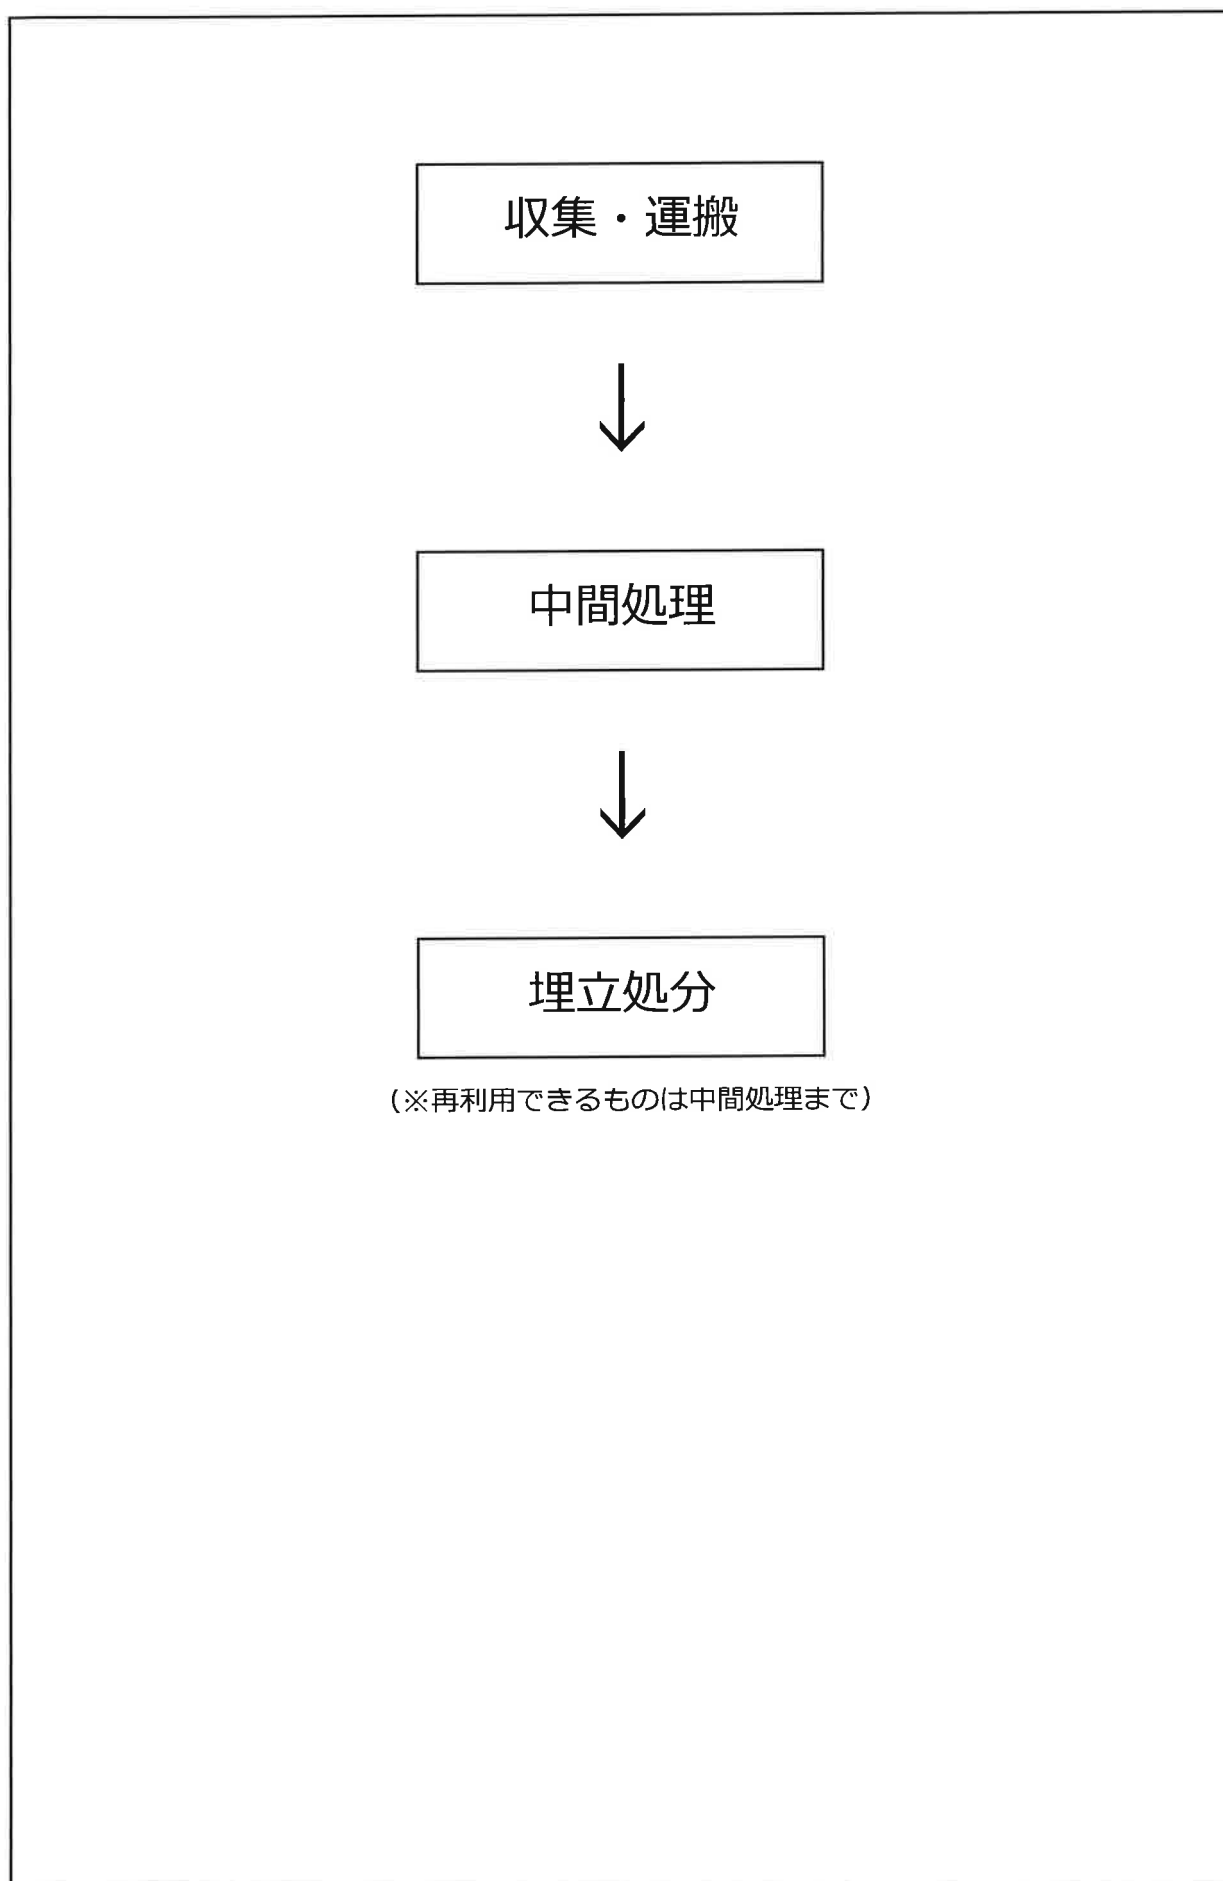 収集・運搬
↓
中間処理
↓
埋立処分
(※再利用できるものは中間処理まで)